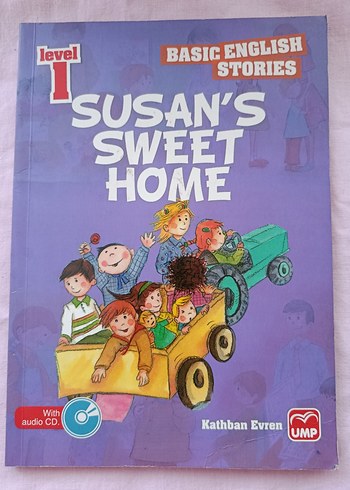 level
1
BASIC ENGLISH
STORIES
SUSAN'S
SWEET
HOME
With
audio CD.
Kathban Evren
UMP